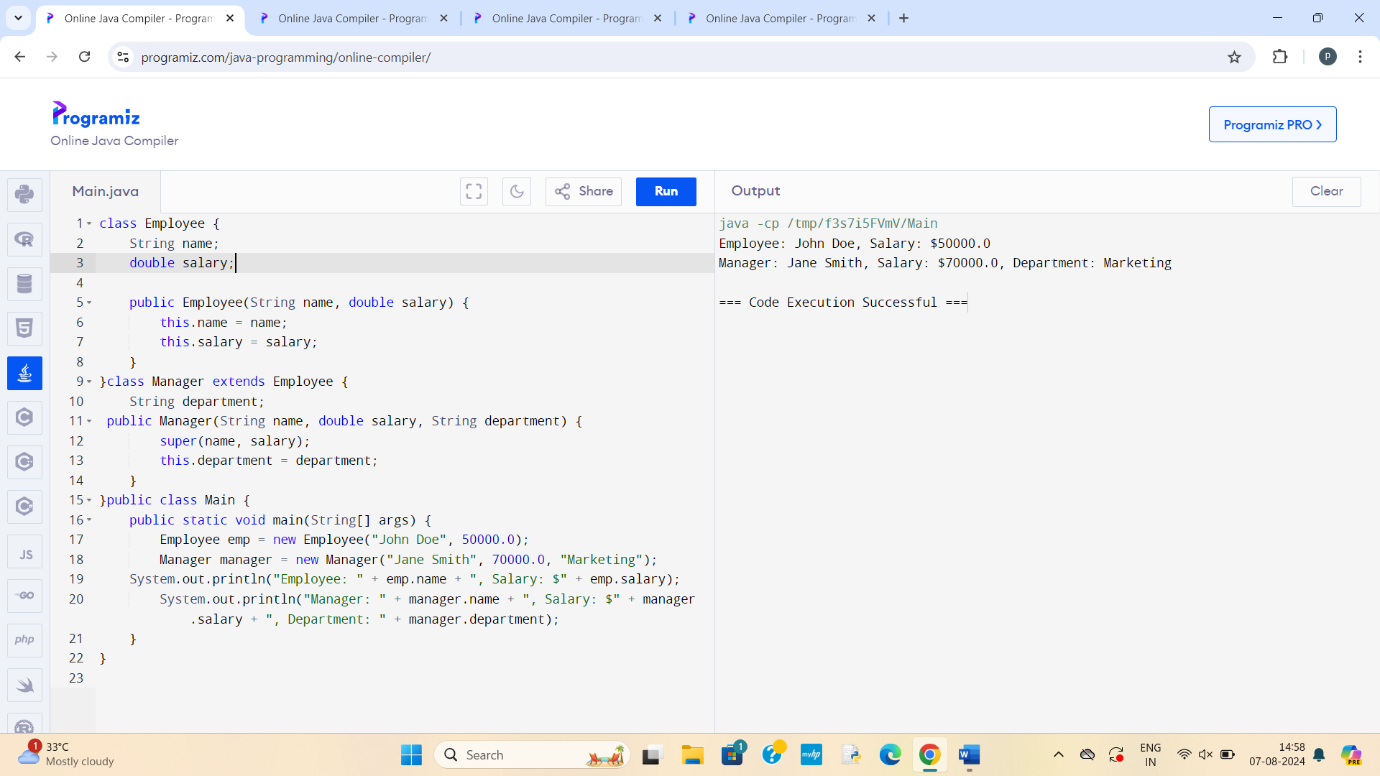 Online Java Compiler - Program
Online Java Compiler - Program
Online Java Compiler - Program
Online Java Compiler - Program
programiz.com/java-programming/online-compiler/
P
Programiz
Online Java Compiler
Programiz PRO
Main.java
Share
Run
Output
Clear
1 class Employee {
2 String name;
3 double salary;
4
5 public Employee(String name, double salary) {
6 this.name = name;
7 this.salary = salary;
8 }
9 }class Manager extends Employee {
10 String department;
11 public Manager(String name, double salary, String department) {
12 super(name, salary);
13 this.department = department;
14 }
15 }public class Main {
16 public static void main(String[] args) {
17 Employee emp = new Employee("John Doe", 50000.0);
18 Manager manager = new Manager("Jane Smith", 70000.0, "Marketing");
19 System.out.println("Employee: " + emp.name + ", Salary: $" + emp.salary);
20 System.out.println("Manager: " + manager.name + ", Salary: $" + manager
.salary + ", Department: " + manager.department);
21 }
22 }
23
java -cp /tmp/f3s7i5FVmV/Main
Employee: John Doe, Salary: $50000.0
Manager: Jane Smith, Salary: $70000.0, Department: Marketing
=== Code Execution Successful ===
R
5
C
C
C
JS
GO
php
1
33°C
Mostly cloudy
Search
1
myhp
W
ENG
IN
14:58
07-08-2024
PRE